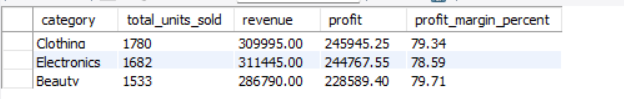 category total_units_sold revenue profit profit_margin_percent
Clothing 1780 309995.00 245945.25 79.34
Electronics 1682 311445.00 244767.55 78.59
Beauty 1533 286790.00 228589.40 79.71